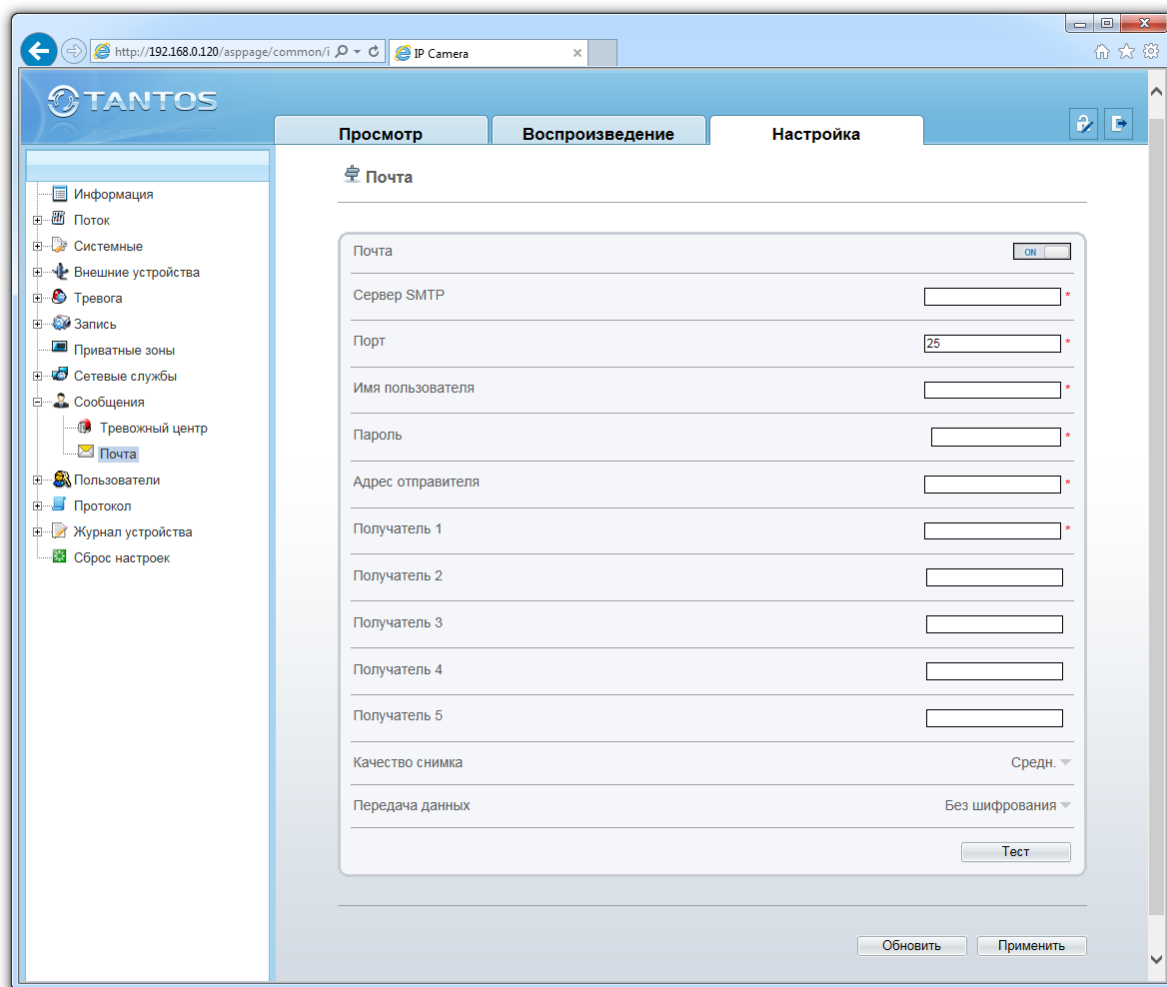 http://192.168.0.120/asppage/common/i
IP Camera
TANTOS
Просмотр
Воспроизведение
Настройка
Информация
Поток
Системные
Внешние устройства
Тревога
Запись
Приватные зоны
Сетевые службы
Сообщения
Тревожный центр
Почта
Пользователи
Протокол
Журнал устройства
Сброс настроек
Почта
Почта ON
Сервер SMTP *
Порт 25 *
Имя пользователя *
Пароль *
Адрес отправителя *
Получатель 1 *
Получатель 2
Получатель 3
Получатель 4
Получатель 5
Качество снимка Средн.
Передача данных Без шифрования
Тест
Обновить Применить